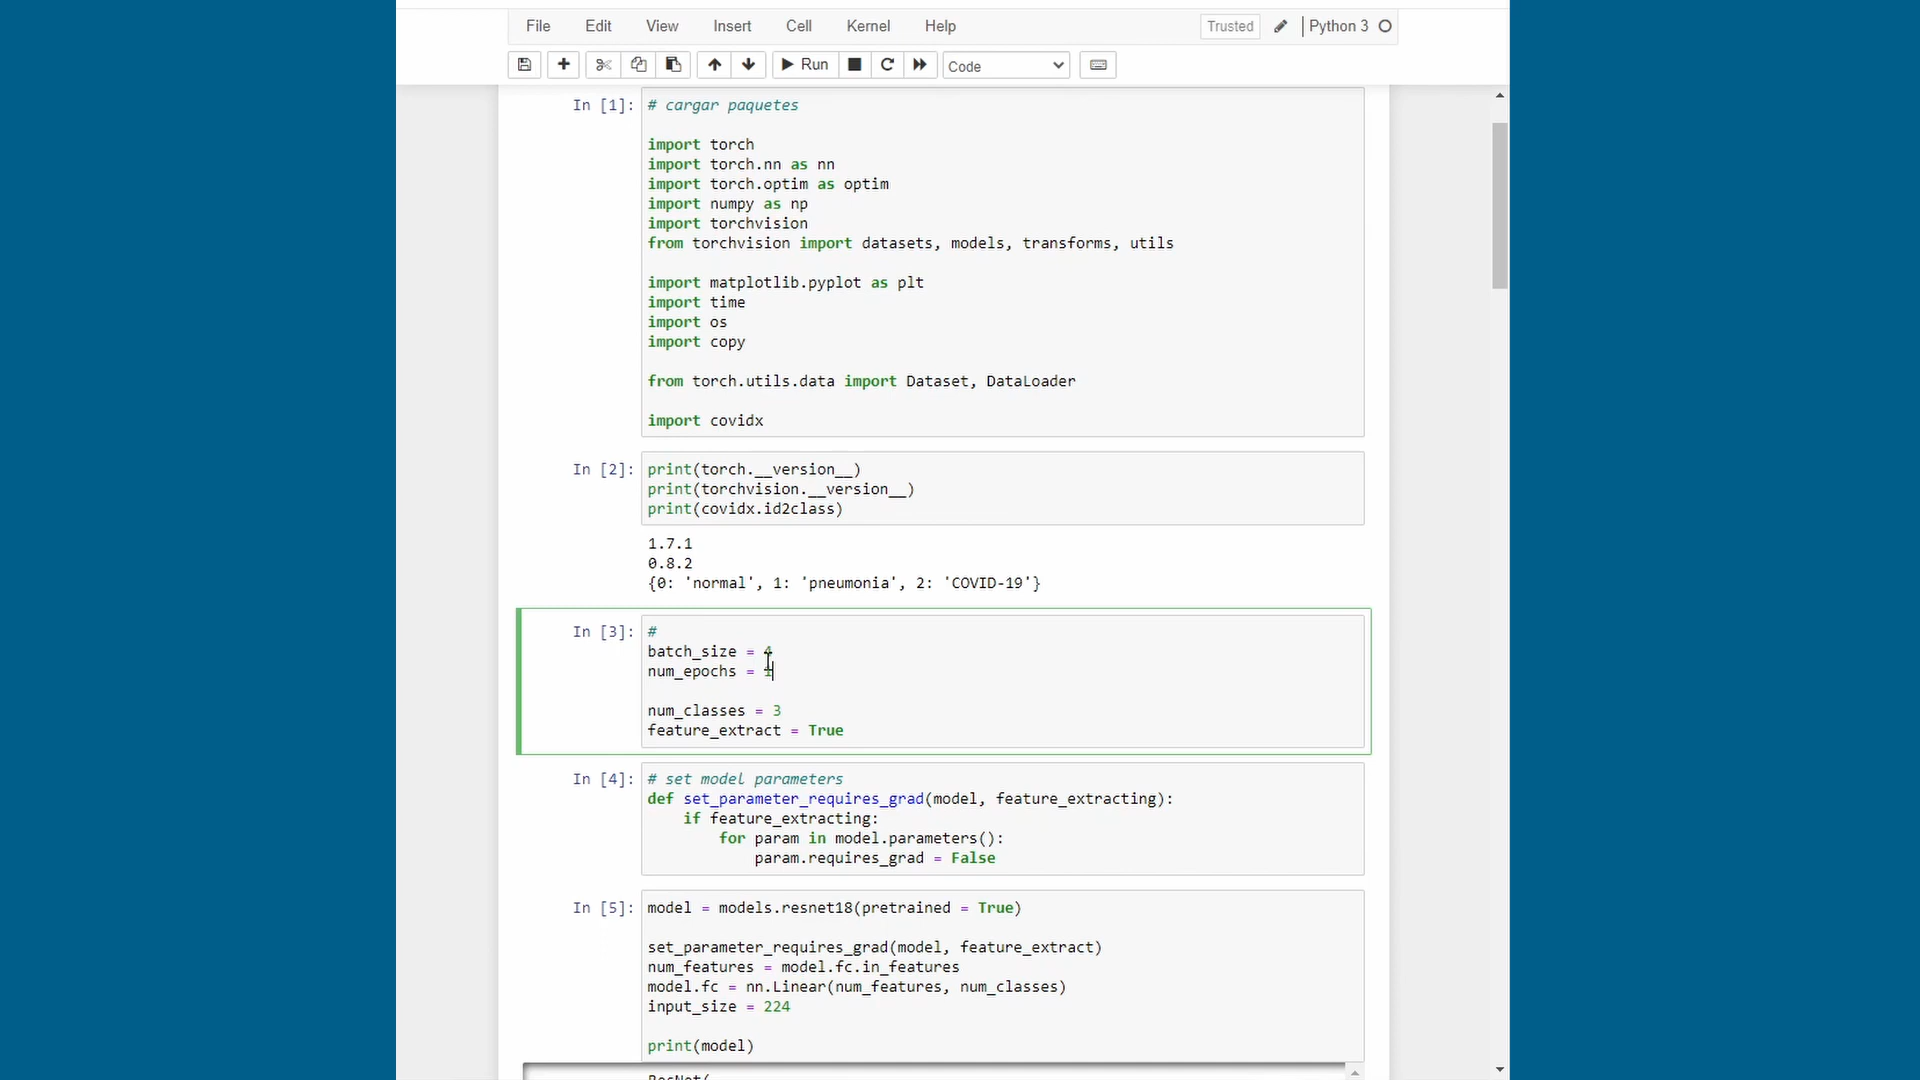 File Edit View Insert Cell Kernel Help Trusted Python 3
Run Code
In [1]: # cargar paquetes
import torch
import torch.nn as nn
import torch.optim as optim
import numpy as np
import torchvision
from torchvision import datasets, models, transforms, utils
import matplotlib.pyplot as plt
import time
import os
import copy
from torch.utils.data import Dataset, DataLoader
import covidx
In [2]: print(torch.__version__)
print(torchvision.__version__)
print(covidx.id2class)
1.7.1
0.8.2
{0: 'normal', 1: 'pneumonia', 2: 'COVID-19'}
In [3]: #
batch_size = 4
num_epochs = 1
num_classes = 3
feature_extract = True
In [4]: # set model parameters
def set_parameter_requires_grad(model, feature_extracting):
if feature_extracting:
for param in model.parameters():
param.requires_grad = False
In [5]: model = models.resnet18(pretrained = True)
set_parameter_requires_grad(model, feature_extract)
num_features = model.fc.in_features
model.fc = nn.Linear(num_features, num_classes)
input_size = 224
print(model)
ResNet(